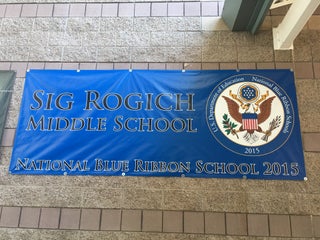 Sig Rogich
Middle School
National Blue Ribbon School 2015
U.S. Department of Education National Blue Ribbon School
2015